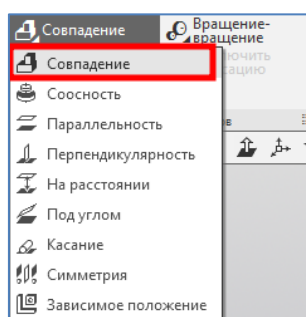 Совпадение
Вращение-
вращение
Совпадение
Соосность
Параллельность
Перпендикулярность
На расстоянии
Под углом
Касание
Симметрия
Зависимое положение